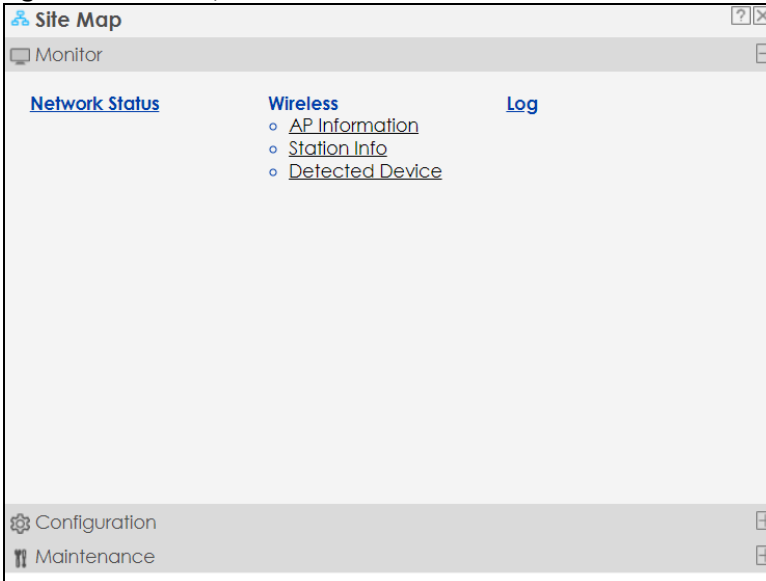 Site Map
Monitor
Network Status
Wireless
AP Information
Station Info
Detected Device
Log
Configuration
Maintenance